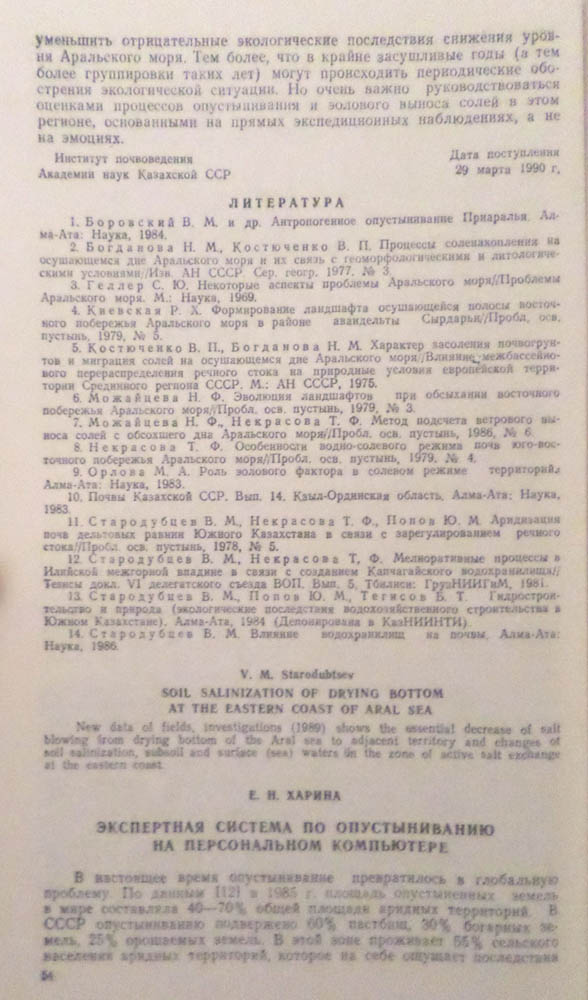 уменьшить отрицательные экологические последствия снижения уров-
ня Аральского моря. Тем более, что в крайне засушливые годы (а тем
более группировки таких лет) могут происходить периодические обо-
стрения экологической ситуации. Но очень важно руководствоваться
оценками процессов опустынивания и эолового выноса солей в этом
регионе, основанными на прямых экспедиционных наблюдениях, а не
на эмоциях.
Институт почвоведения
Академии наук Казахской ССР
Дата поступления
29 марта 1990 г.
ЛИТЕРАТУРА
1. Боровский В. М. и др. Антропогенное опустынивание Приаралья. Ал-
ма-Ата: Наука, 1984.
2. Богданова Н. М., Костюченко В. П. Процессы соленакопления на
осушающемся дне Аральского моря и их связь с геоморфологическими и литологиче-
скими условиями//Изв. АН СССР. Сер. геогр. 1977. № 3.
3. Геллер С. Ю. Некоторые аспекты проблемы Аральского моря//Проблемы
Аральского моря. М.: Наука, 1969.
4. Киевская Р. Х. Формирование ландшафта осушающейся полосы восточ-
ного побережья Аральского моря в районе авандельты Сырдарьи//Пробл. осв.
пустынь, 1979, № 5.
5. Костюченко В. П., Богданова Н. М. Характер засоления почвогрун-
тов и миграция солей на осушающемся дне Аральского моря//Влияние межбассейно-
вого перераспределения речного стока на природные условия европейской терри-
тории Срединного региона СССР. М.: АН СССР, 1975.
6. Можайцева Н. Ф. Эволюция ландшафтов при обсыхании восточного
побережья Аральского моря//Пробл. осв. пустынь, 1979, № 3.
7. Можайцева Н. Ф., Некрасова Т. Ф. Метод подсчета ветрового вы-
носа солей с обсохшего дна Аральского моря//Пробл. осв. пустынь, 1986, № 6.
8. Некрасова Т. Ф. Особенности водно-солевого режима почв юго-вос-
точного побережья Аральского моря//Пробл. осв. пустынь, 1979, № 4.
9. Орлова М. А. Роль эолового фактора в солевом режиме территорий.
Алма-Ата: Наука, 1983.
10. Почвы Казахской ССР. Вып. 14. Кзыл-Ординская область. Алма-Ата: Наука,
1983.
11. Стародубцев В. М., Некрасова Т. Ф., Попов Ю. М. Аридизация
почв дельтовых равнин Южного Казахстана в связи с зарегулированием речного
стока//Пробл. осв. пустынь, 1978, № 5.
12. Стародубцев В. М., Некрасова Т. Ф. Мелиоративные процессы в
Илийской межгорной впадине в связи с созданием Капчагайского водохранилища//
Тезисы докл. VI делегатского съезда ВОП. Вып. 5, Тбилиси: ГрузНИИГиМ, 1981.
13. Стародубцев В. М., Попов Ю. М., Тегисов Б. Т. Гидрострои-
тельство и природа (экологические последствия водохозяйственного строительства в
Южном Казахстане). Алма-Ата, 1984 (Депонирована в КазНИИНТИ).
14. Стародубцев В. М. Влияние водохранилищ на почвы. Алма-Ата:
Наука, 1986.
V. M. Starodubtsev
SOIL SALINIZATION OF DRYING BOTTOM
AT THE EASTERN COAST OF ARAL SEA
New data of fields, investigations (1989) shows the essential decrease of salt
blowing from drying bottom of the Aral sea to adjacent territory and changes of
soil salinization, subsoil and surface (sea) waters in the zone of active salt exchange
at the eastern coast.
Е. Н. ХАРИНА
ЭКСПЕРТНАЯ СИСТЕМА ПО ОПУСТЫНИВАНИЮ
НА ПЕРСОНАЛЬНОМ КОМПЬЮТЕРЕ
В настоящее время опустынивание превратилось в глобальную
проблему. По данным [12] в 1985 г. площадь опустыненных земель
в мире составляла 40—70% общей площади аридных территорий. В
СССР опустыниванию подвержено 60% пастбищ, 30% богарных зе-
мель, 25% орошаемых земель. В этой зоне проживает 55% сельского
населения аридных территорий, которое на себе ощущает последствия
54